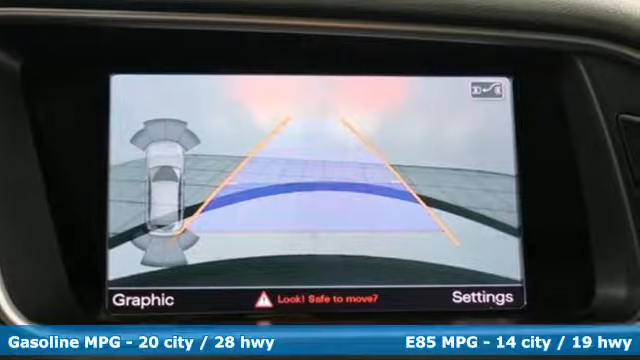 Graphic
Look! Safe to move?
Settings
Gasoline MPG - 20 city / 28 hwy
E85 MPG - 14 city / 19 hwy